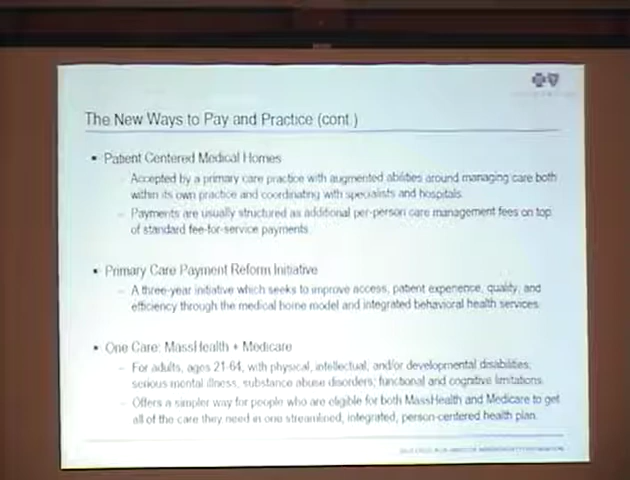 The New Ways to Pay and Practice (cont.)
• Patient Centered Medical Homes
– Accepted by a primary care practice with augmented abilities around managing care both
within its own practice and coordinating with specialists and hospitals.
– Payments are usually structured as additional per-person care management fees on top
of standard fee-for-service payments.
• Primary Care Payment Reform Initiative
– A three-year initiative which seeks to improve access, patient experience, quality, and
efficiency through the medical home model and integrated behavioral health services.
• One Care: MassHealth + Medicare
– For adults, ages 21-64, with physical, intellectual, and/or developmental disabilities;
serious mental illness; substance abuse disorders; functional and cognitive limitations.
– Offers a simpler way for people who are eligible for both MassHealth and Medicare to get
all of the care they need in one streamlined, integrated, person-centered health plan.